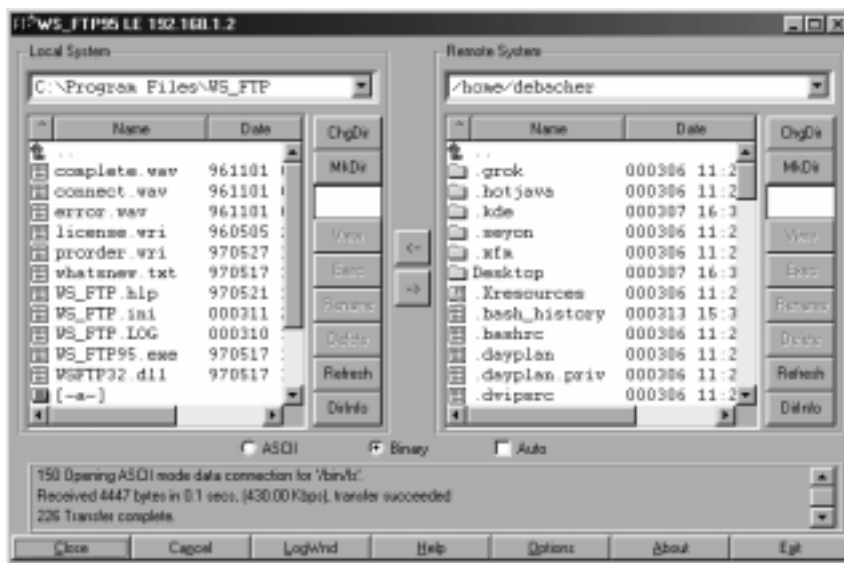 WS_FTP95 LE 192.168.1.2
Local System
C:\Program Files\WS_FTP
Name Date
..
complete.wav 961101
connect.wav 961101
error.wav 961101
license.wri 960505
prorder.wri 970527
whatsnew.txt 970517
WS_FTP.hlp 970521
WS_FTP.ini 000311
WS_FTP.LOG 000310
WS_FTP95.exe 970517
WSFTP32.dll 970517
[-a-]
ChgDir
MkDir
View
Exec
Rename
Delete
Refresh
DirInfo
<-
->
Remote System
/home/debacher
Name Date
..
.grok 000306 11:2
.hotjava 000306 11:2
.kde 000307 16:3
.seyon 000306 11:2
.xfm 000306 11:2
Desktop 000307 16:3
.Xresources 000306 11:2
.bash_history 000313 15:3
.bashrc 000306 11:2
.dayplan 000306 11:2
.dayplan.priv 000306 11:2
.dvipsrc 000306 11:2
ChgDir
MkDir
View
Exec
Rename
Delete
Refresh
DirInfo
ASCII Binary Auto
150 Opening ASCII mode data connection for '/bin/ls'.
Received 4447 bytes in 0.1 secs, (430.00 Kbps), transfer succeeded
226 Transfer complete.
Close Cancel LogWnd Help Options About Exit